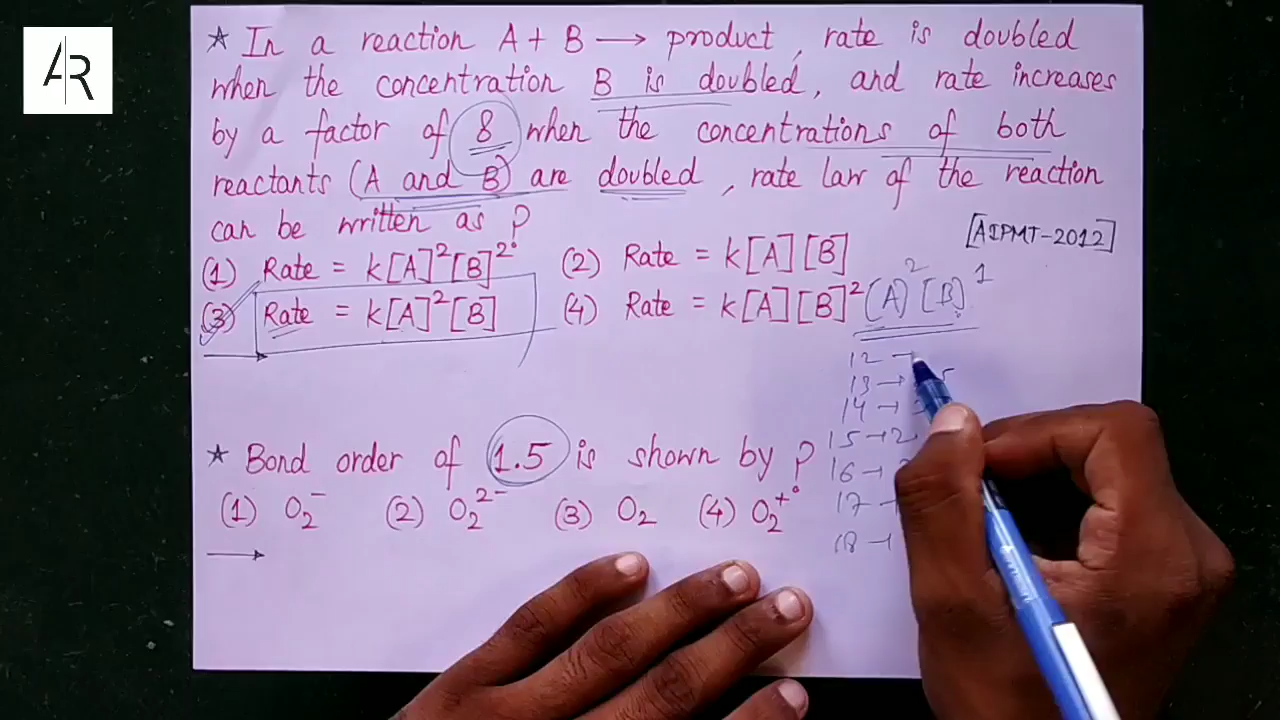 AR
★ In a reaction A + B → product, rate is doubled
when the concentration B is doubled, and rate increases
by a factor of 8 when the concentrations of both
reactants (A and B) are doubled, rate law of the reaction
can be written as ?
[AIPMT-2012]
(1) Rate = k[A]²[B]² (2) Rate = k[A][B]
(3) Rate = k[A]²[B] (4) Rate = k[A][B]² (A)² [B]¹
→
12 →
13 →
14 →
★ Bond order of 1.5 is shown by ? 15 → 2
16 →
(1) O₂⁻ (2) O₂²⁻ (3) O₂ (4) O₂⁺ 17 →
→ 18 →